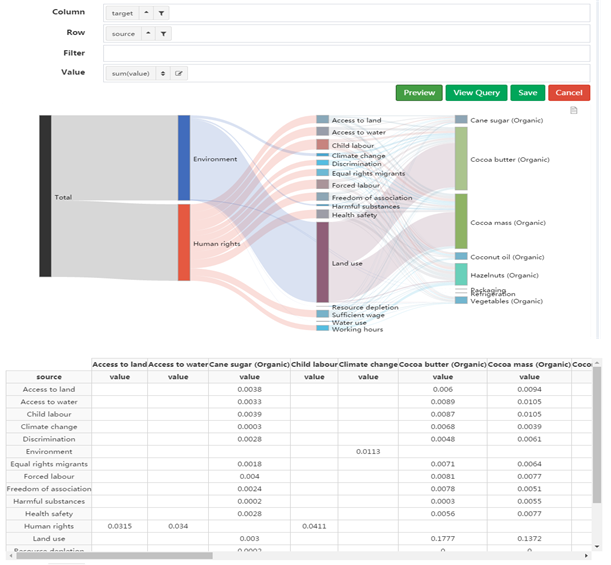 Column target
Row source
Filter
Value sum(value)
Preview View Query Save Cancel
Total
Environment
Human rights
Access to land
Access to water
Child labour
Climate change
Discrimination
Equal rights migrants
Forced labour
Freedom of association
Harmful substances
Health safety
Land use
Resource depletion
Sufficient wage
Water use
Working hours
Cane sugar (Organic)
Cocoa butter (Organic)
Cocoa mass (Organic)
Coconut oil (Organic)
Hazelnuts (Organic)
Packaging
Refrigeration
Vegetables (Organic)
Access to land Access to water Cane sugar (Organic) Child labour Climate change Cocoa butter (Organic) Cocoa mass (Organic) Coco
source value value value value value value value
Access to land 0.0038 0.006 0.0094
Access to water 0.0033 0.0089 0.0105
Child labour 0.0039 0.0087 0.0105
Climate change 0.0003 0.0068 0.0039
Discrimination 0.0028 0.0048 0.0061
Environment 0.0113
Equal rights migrants 0.0018 0.0071 0.0064
Forced labour 0.004 0.0081 0.0077
Freedom of association 0.0024 0.0078 0.0051
Harmful substances 0.0002 0.0003 0.0055
Health safety 0.0028 0.0056 0.0077
Human rights 0.0315 0.034 0.0411
Land use 0.003 0.1777 0.1372
Resource depletion 0.0002 0 0